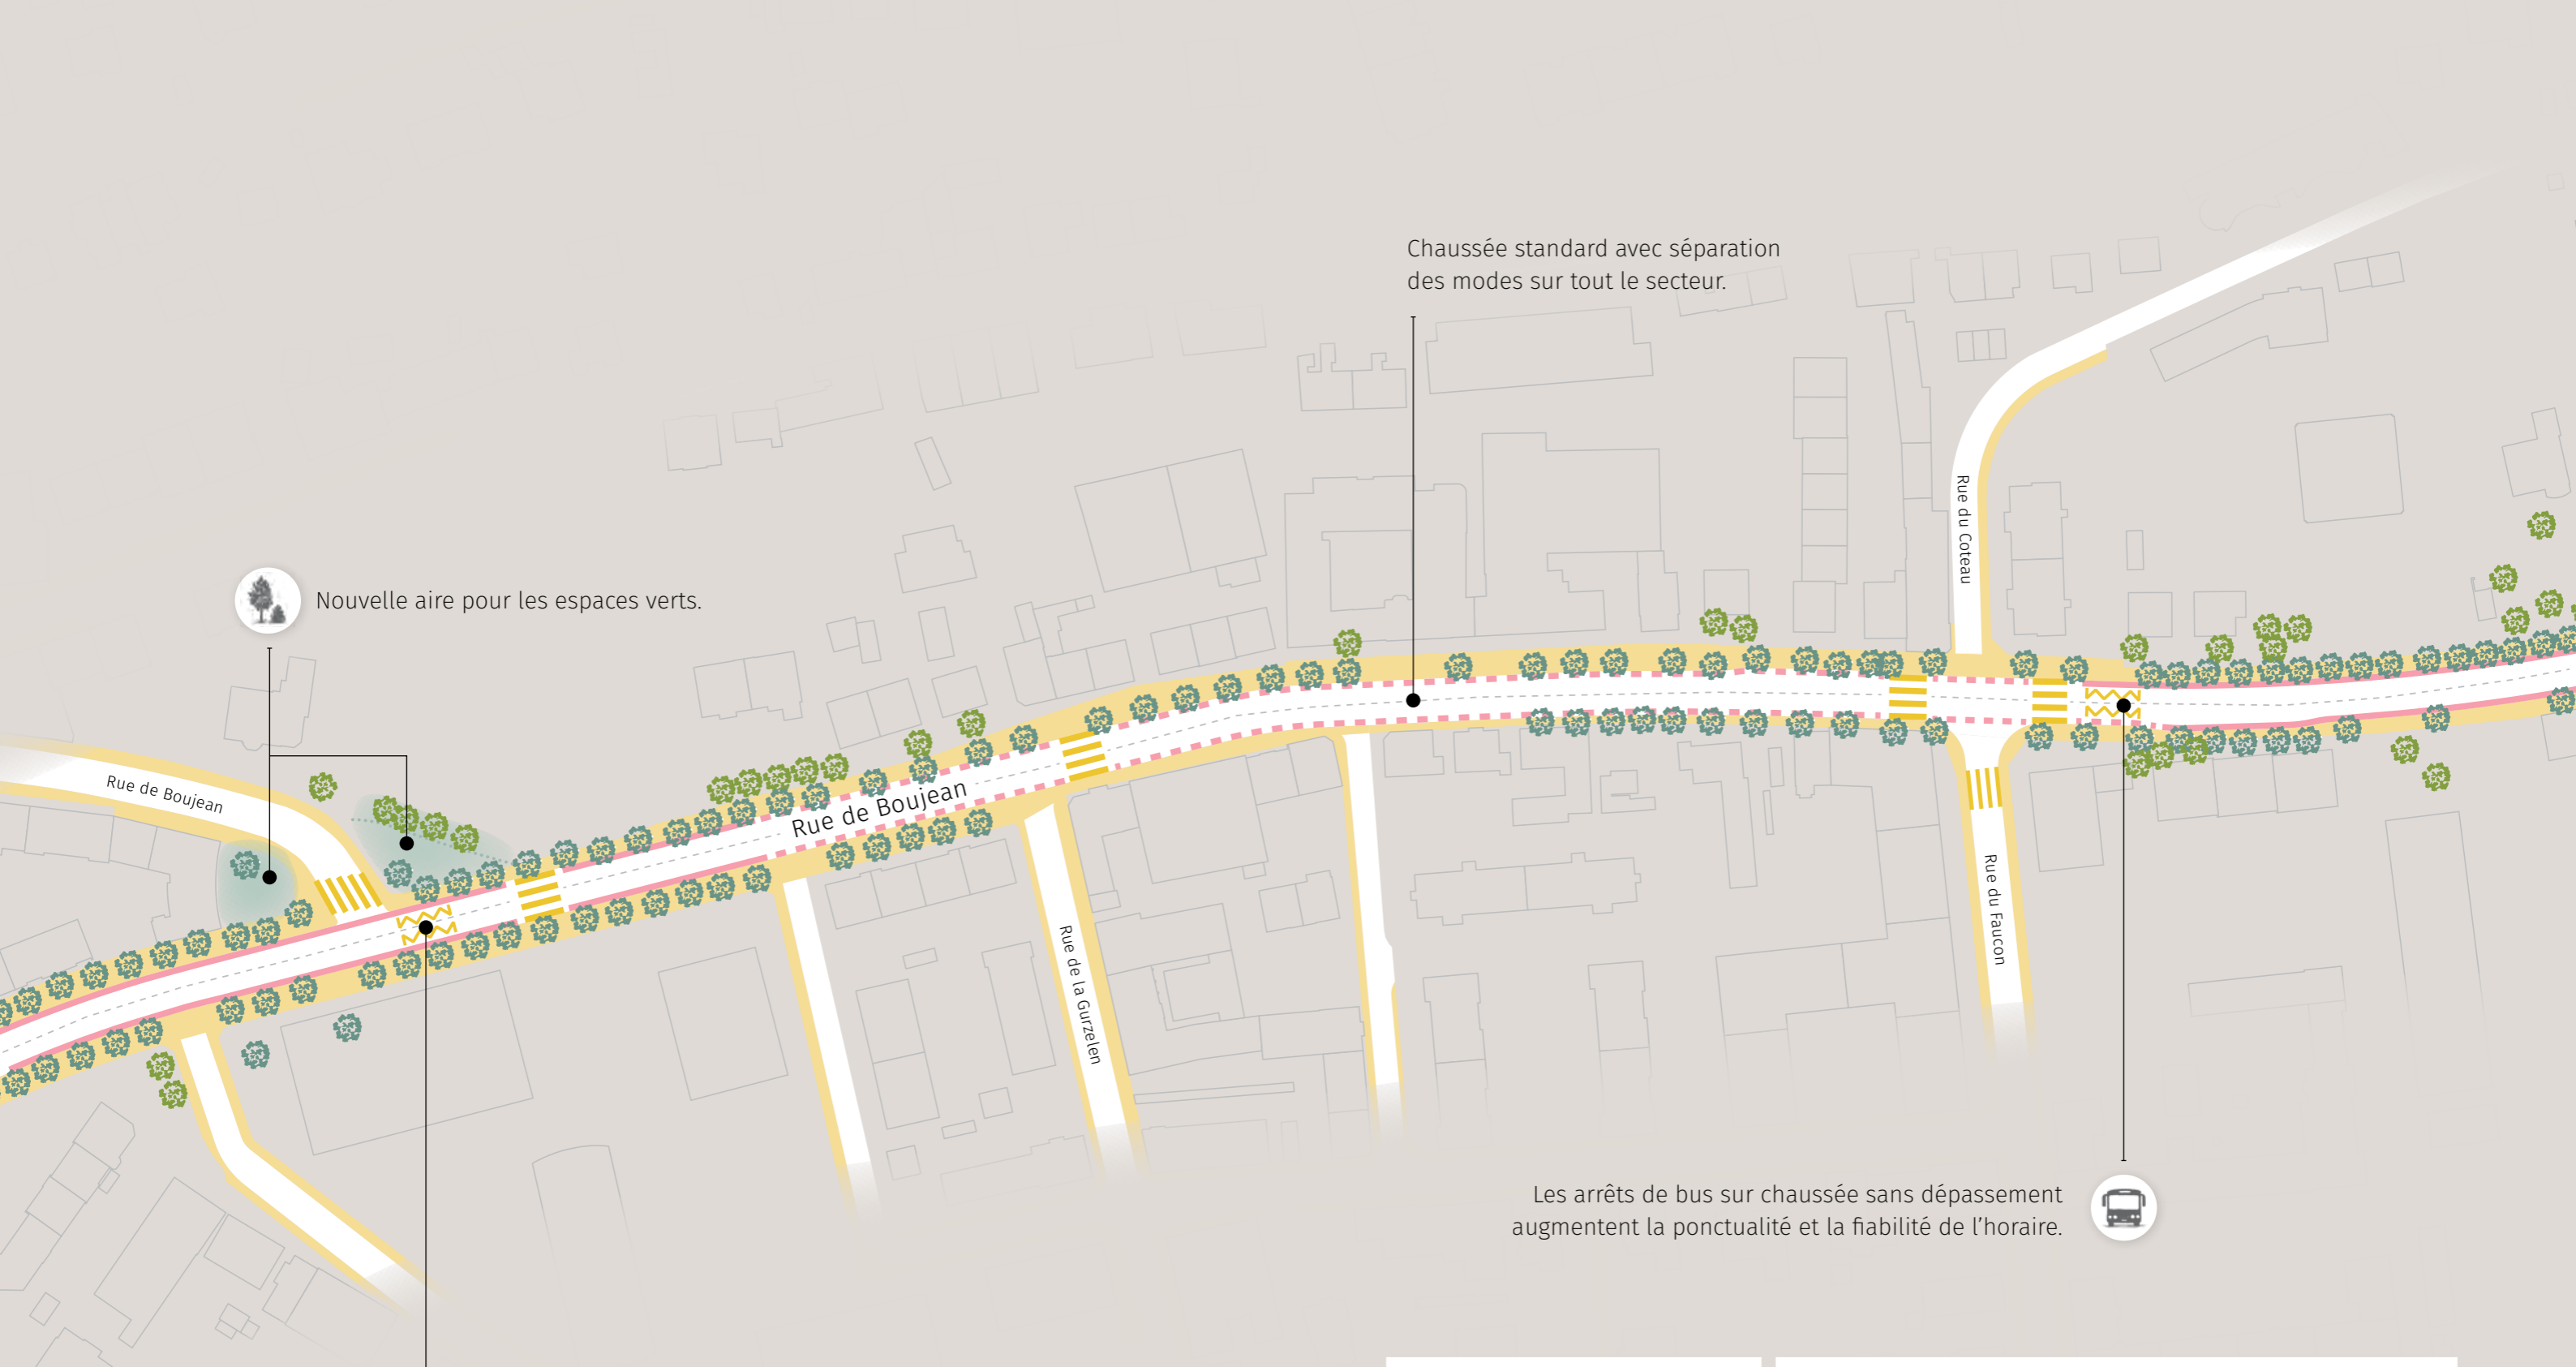 Chaussée standard avec séparation
des modes sur tout le secteur.
Rue du Coteau
Nouvelle aire pour les espaces verts.
Rue de Boujean
Rue de Boujean
Rue du Faucon
Rue de la Gurzelen
Les arrêts de bus sur chaussée sans dépassement
augmentent la ponctualité et la fiabilité de l’horaire.